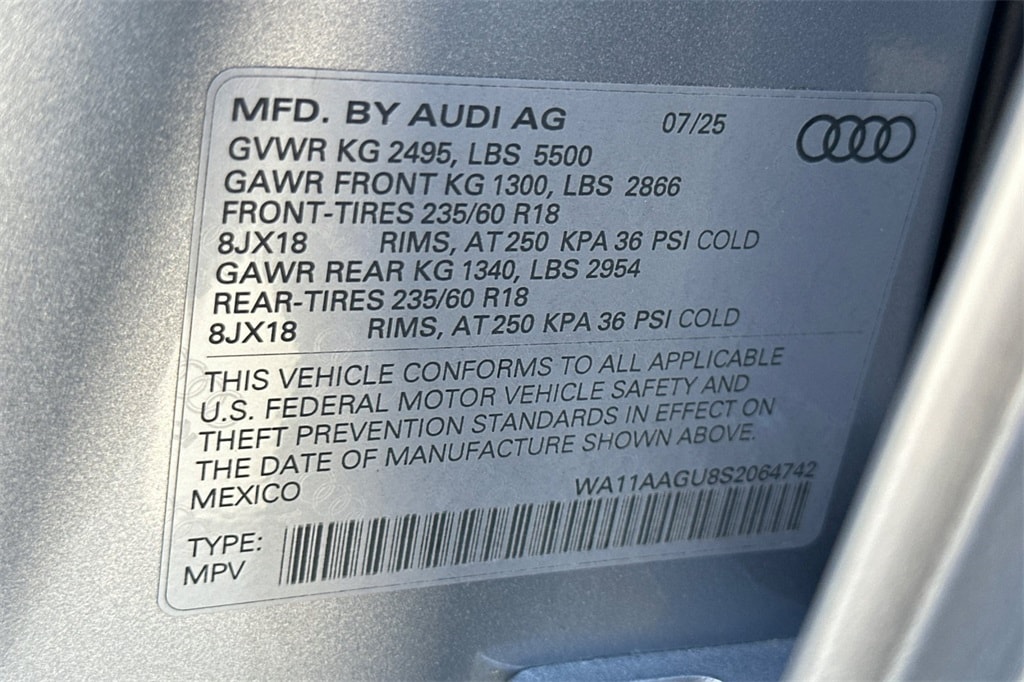 MFD. BY AUDI AG 07/25
GVWR KG 2495, LBS 5500
GAWR FRONT KG 1300, LBS 2866
FRONT-TIRES 235/60 R18
8JX18 RIMS, AT 250 KPA 36 PSI COLD
GAWR REAR KG 1340, LBS 2954
REAR-TIRES 235/60 R18
8JX18 RIMS, AT 250 KPA 36 PSI COLD
THIS VEHICLE CONFORMS TO ALL APPLICABLE
U.S. FEDERAL MOTOR VEHICLE SAFETY AND
THEFT PREVENTION STANDARDS IN EFFECT ON
THE DATE OF MANUFACTURE SHOWN ABOVE.
MEXICO WA11AAGU8S2064742
TYPE:
MPV